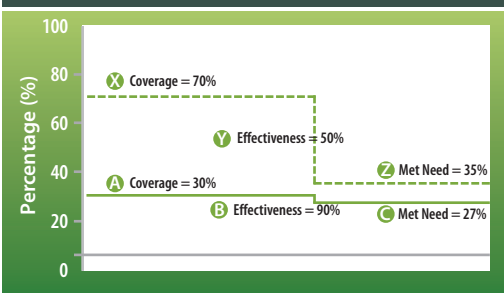 100
80
60
40
20
0
Percentage (%)
X Coverage = 70%
Y Effectiveness = 50%
Z Met Need = 35%
A Coverage = 30%
B Effectiveness = 90%
C Met Need = 27%